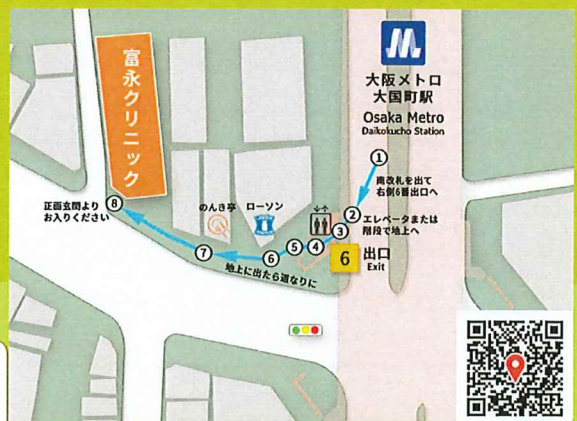 富永クリニック
大阪メトロ
大国町駅
Osaka Metro
Daikokucho Station
①
南改札を出て
右側6番出口へ
②
エレベータまたは
階段で地上へ
③
④
⑤
6 出口
Exit
⑥
ローソン
地上に出たら道なりに
⑦
のんき亭
⑧
正面玄関より
お入りください